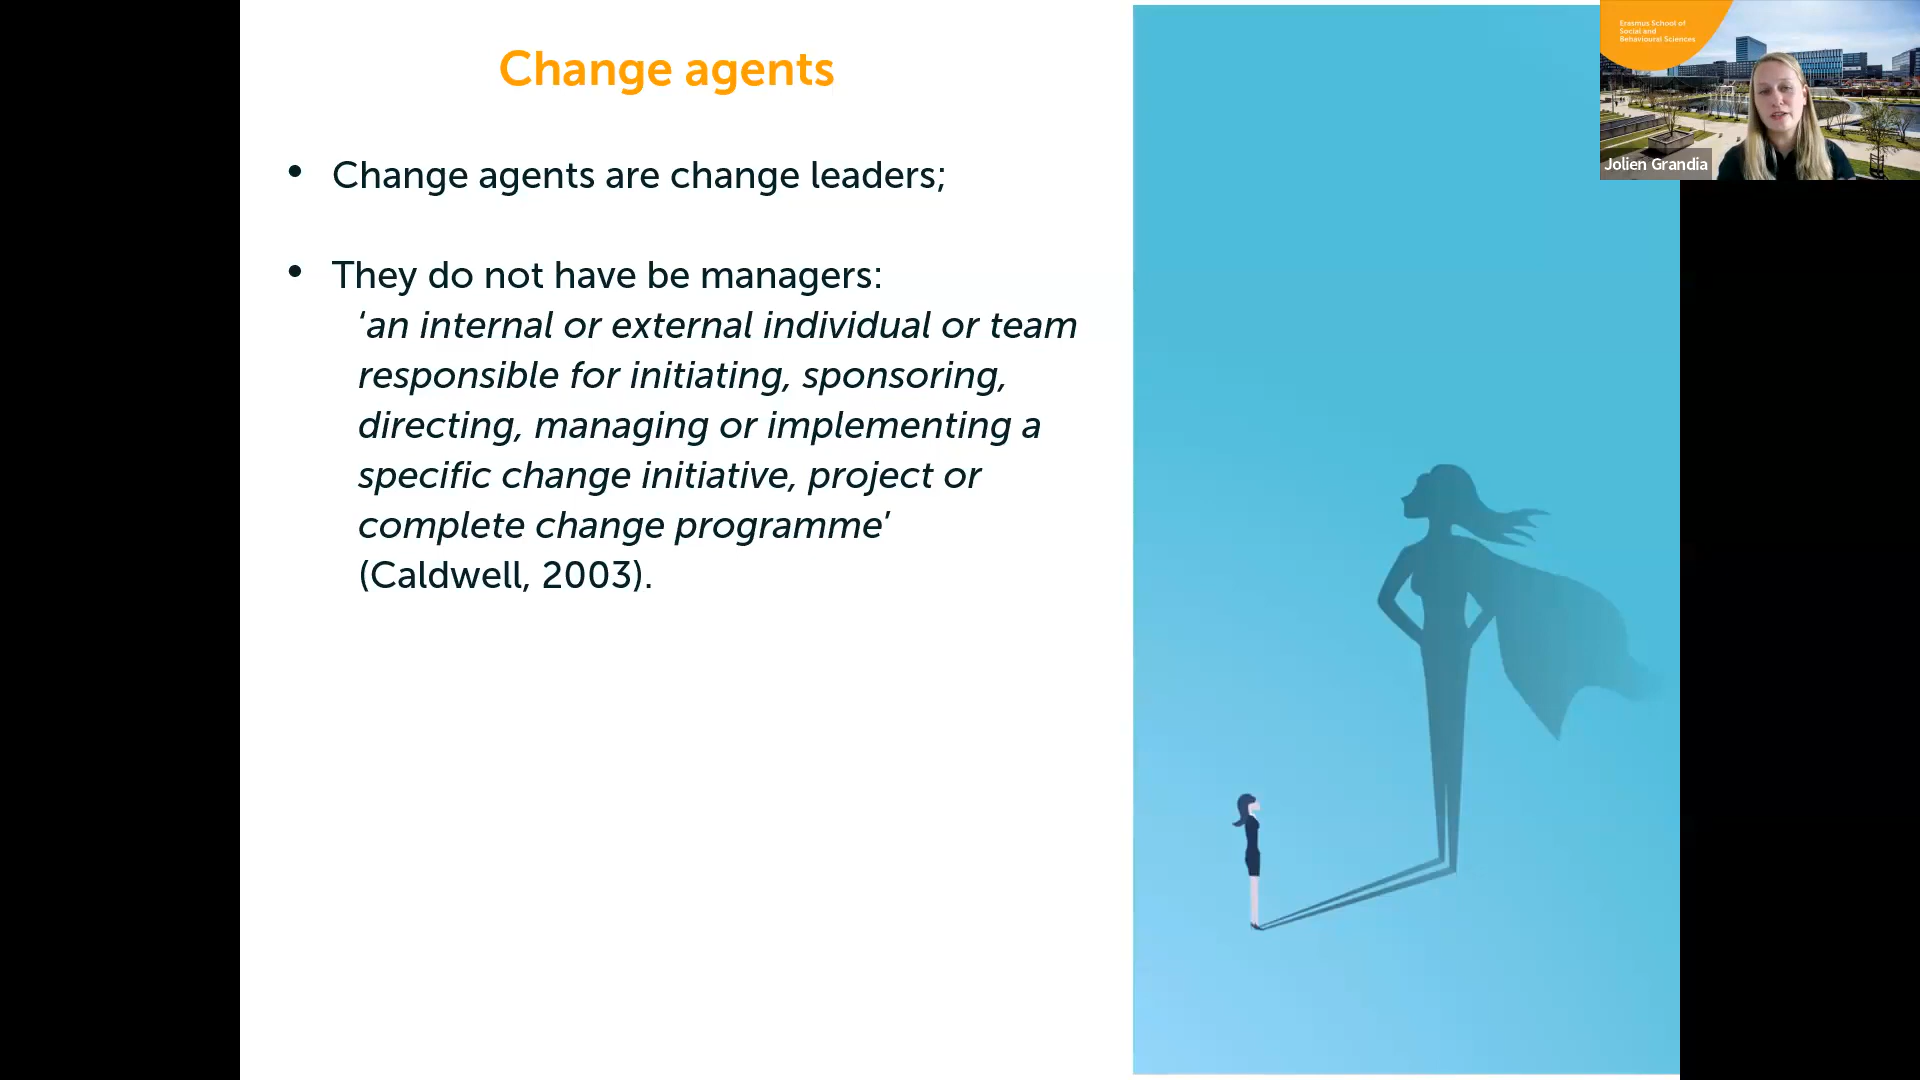 Change agents
• Change agents are change leaders;
• They do not have be managers:
‘an internal or external individual or team
responsible for initiating, sponsoring,
directing, managing or implementing a
specific change initiative, project or
complete change programme’
(Caldwell, 2003).
Erasmus School of
Social and
Behavioural Sciences
Jolien Grandia